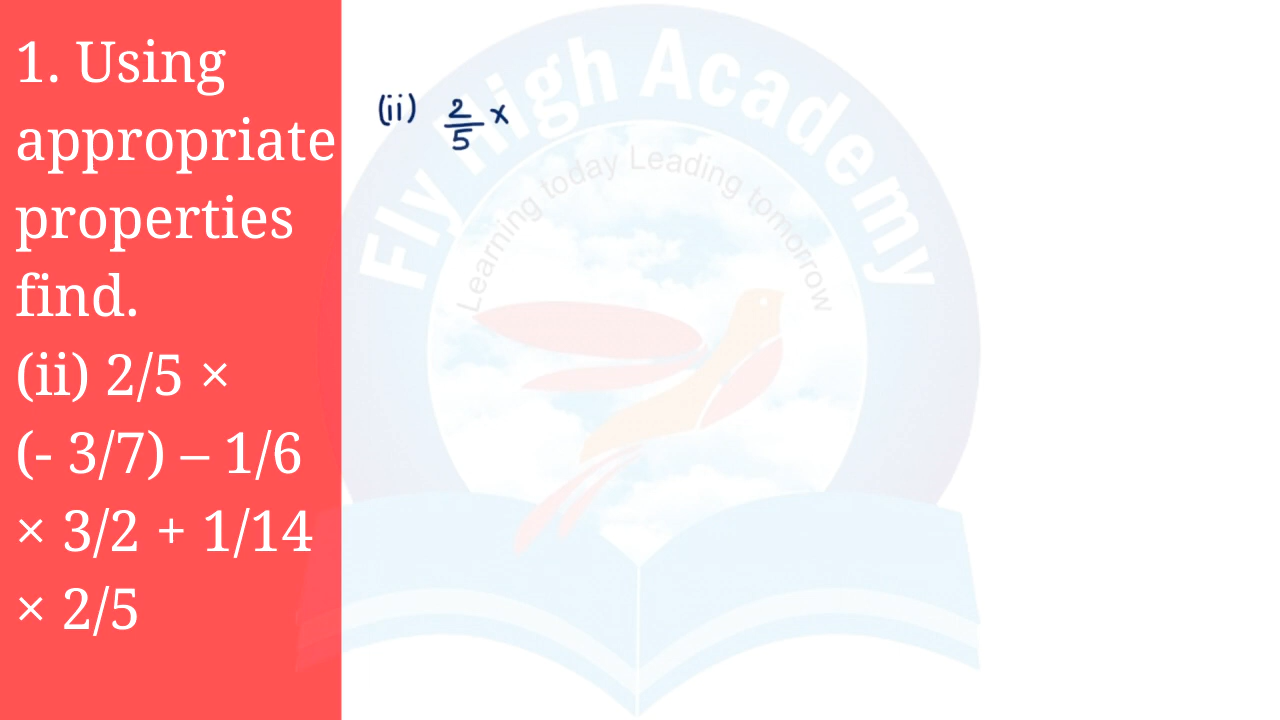 1. Using
appropriate
properties
find.
(ii) 2/5 ×
(- 3/7) – 1/6
× 3/2 + 1/14
× 2/5
(ii) 2/5 ×
Fly High Academy
Learning today Leading tomorrow